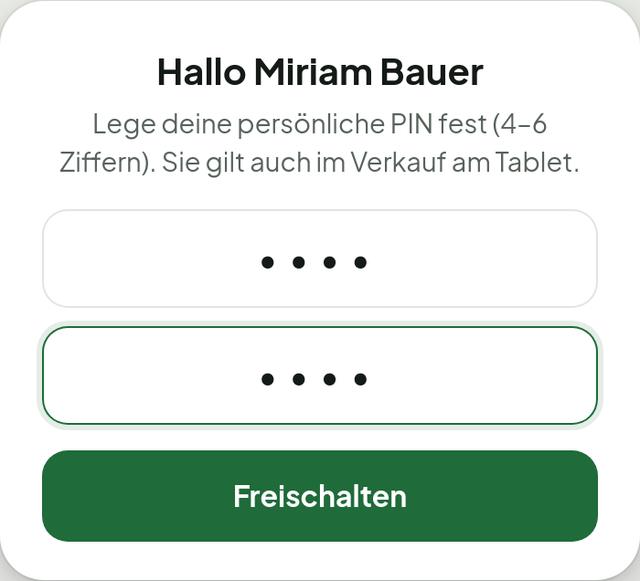 Hallo Miriam Bauer
Lege deine persönliche PIN fest (4–6
Ziffern). Sie gilt auch im Verkauf am Tablet.
••••
••••
Freischalten